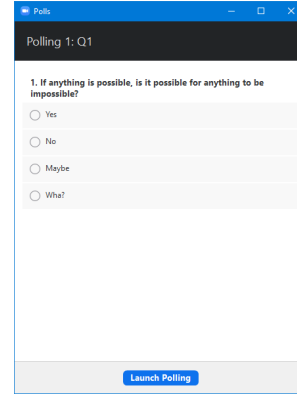 Polls
Polling 1: Q1
1. If anything is possible, is it possible for anything to be
impossible?
Yes
No
Maybe
Wha?
Launch Polling